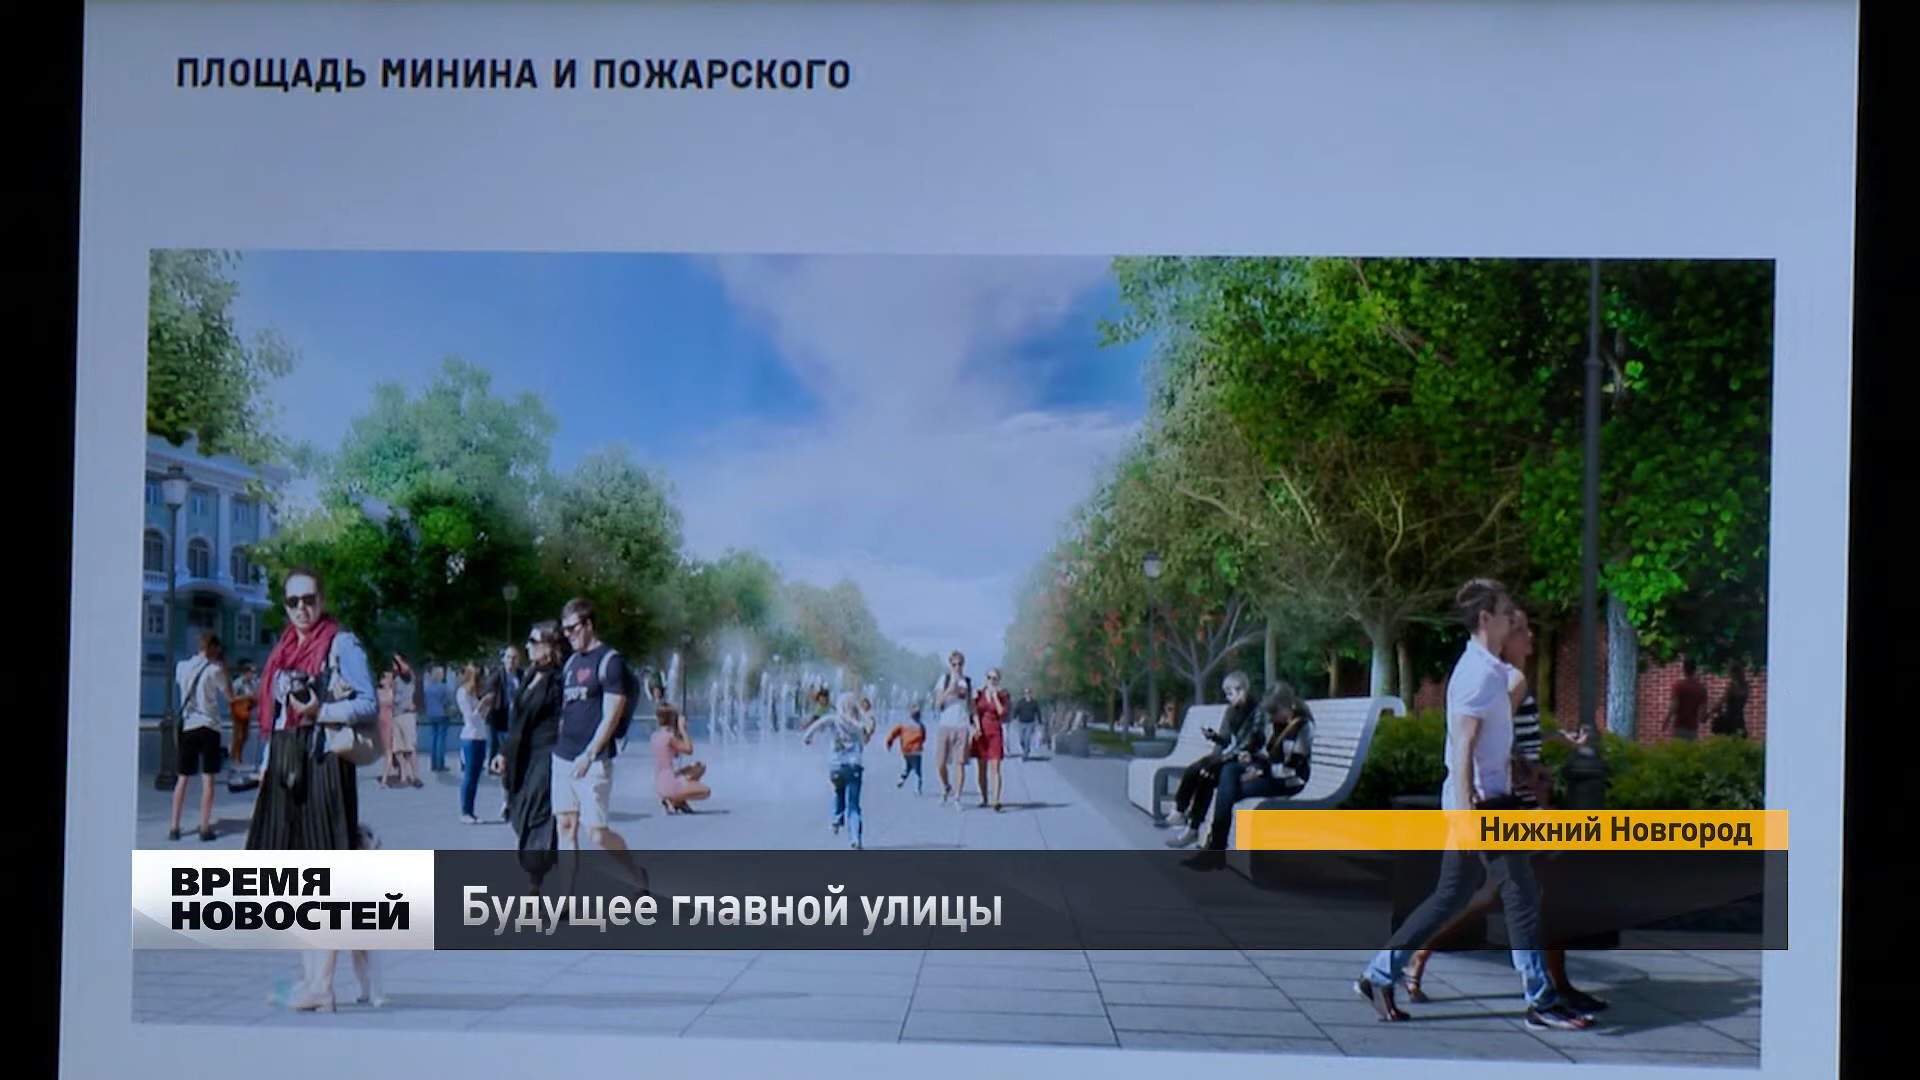 ПЛОЩАДЬ МИНИНА И ПОЖАРСКОГО
Нижний Новгород
ВРЕМЯ
НОВОСТЕЙ
Будущее главной улицы